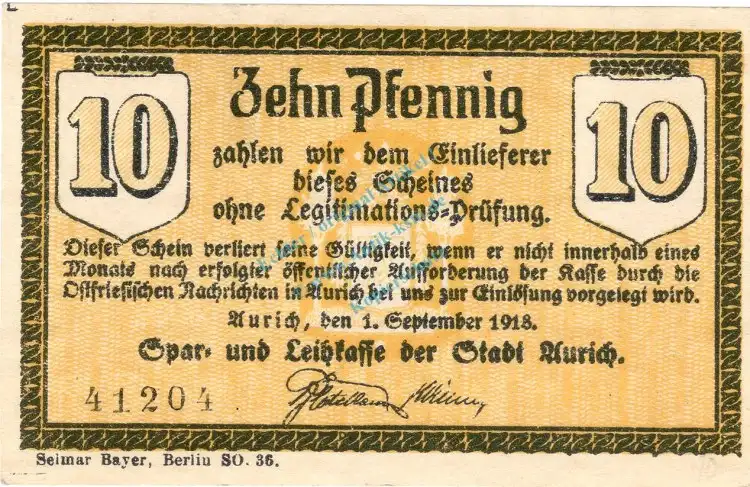 10
Zehn Pfennig
10
zahlen wir dem Einlieferer
dieses Scheines
ohne Legitimations-Prüfung.
Dieser Schein verliert seine Gültigkeit, wenn er nicht innerhalb eines
Monats nach erfolgter öffentlicher Aufforderung der Kasse durch die
Ostfriesischen Nachrichten in Aurich bei uns zur Einlösung vorgelegt wird.
Aurich, den 1. September 1918.
Spar- und Leihkasse der Stadt Aurich.
41204
Selmar Bayer, Berlin SO. 36.